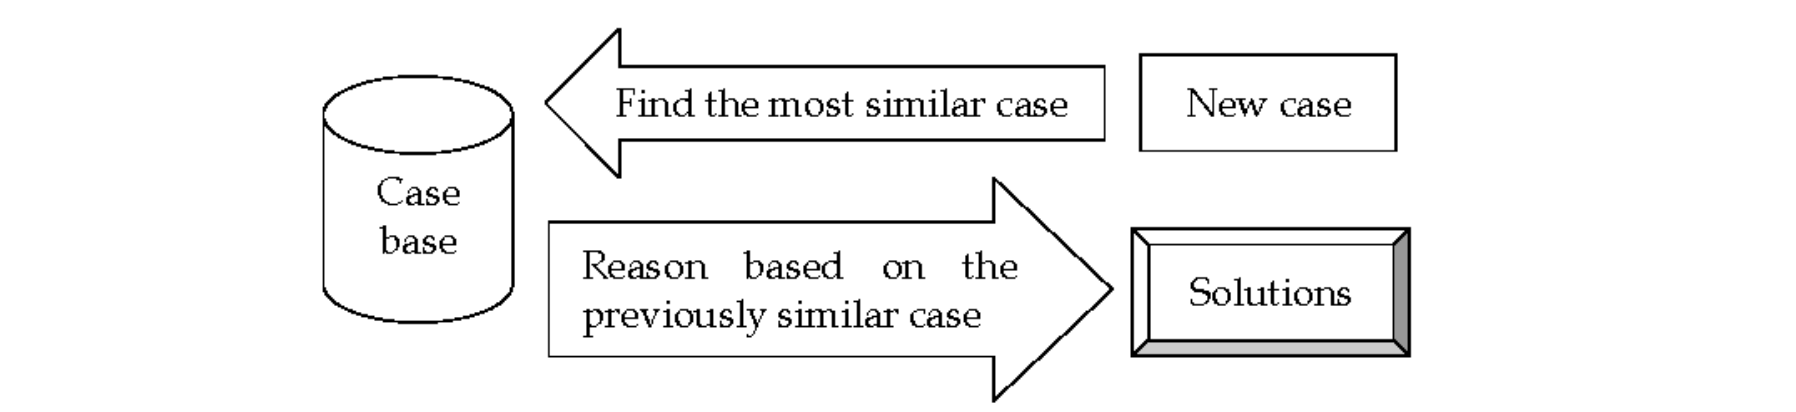 Find the most similar case
New case
Case
base
Reason based on the
previously similar case
Solutions